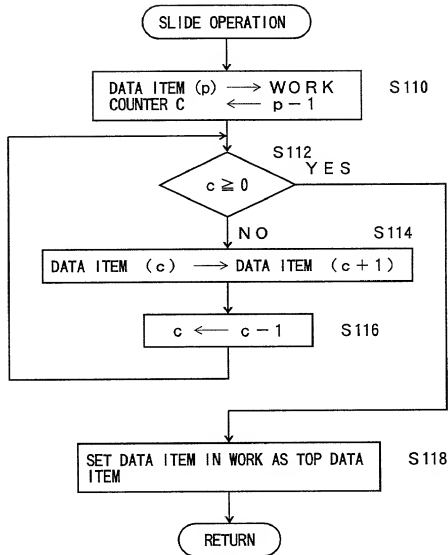 SLIDE OPERATION
DATA ITEM (p) → WORK
COUNTER C ← p-1
S110
S112
YES
c ≧ 0
NO
S114
DATA ITEM (c) → DATA ITEM (c+1)
c ← c-1
S116
SET DATA ITEM IN WORK AS TOP DATA
ITEM
S118
RETURN